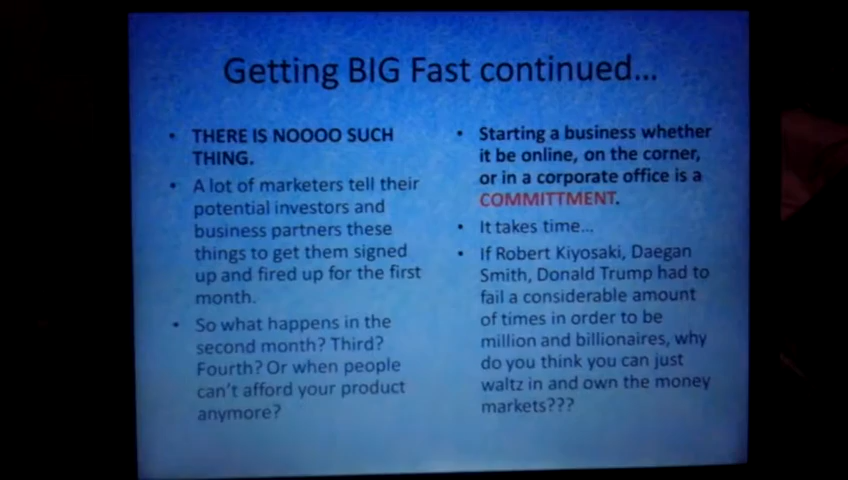 Getting BIG Fast continued...
• THERE IS NOOOO SUCH
THING.
• A lot of marketers tell their
potential investors and
business partners these
things to get them signed
up and fired up for the first
month.
• So what happens in the
second month? Third?
Fourth? Or when people
can't afford your product
anymore?
• Starting a business whether
it be online, on the corner,
or in a corporate office is a
COMMITTMENT.
• It takes time...
• If Robert Kiyosaki, Daegan
Smith, Donald Trump had to
fail a considerable amount
of times in order to be
million and billionaires, why
do you think you can just
waltz in and own the money
markets???